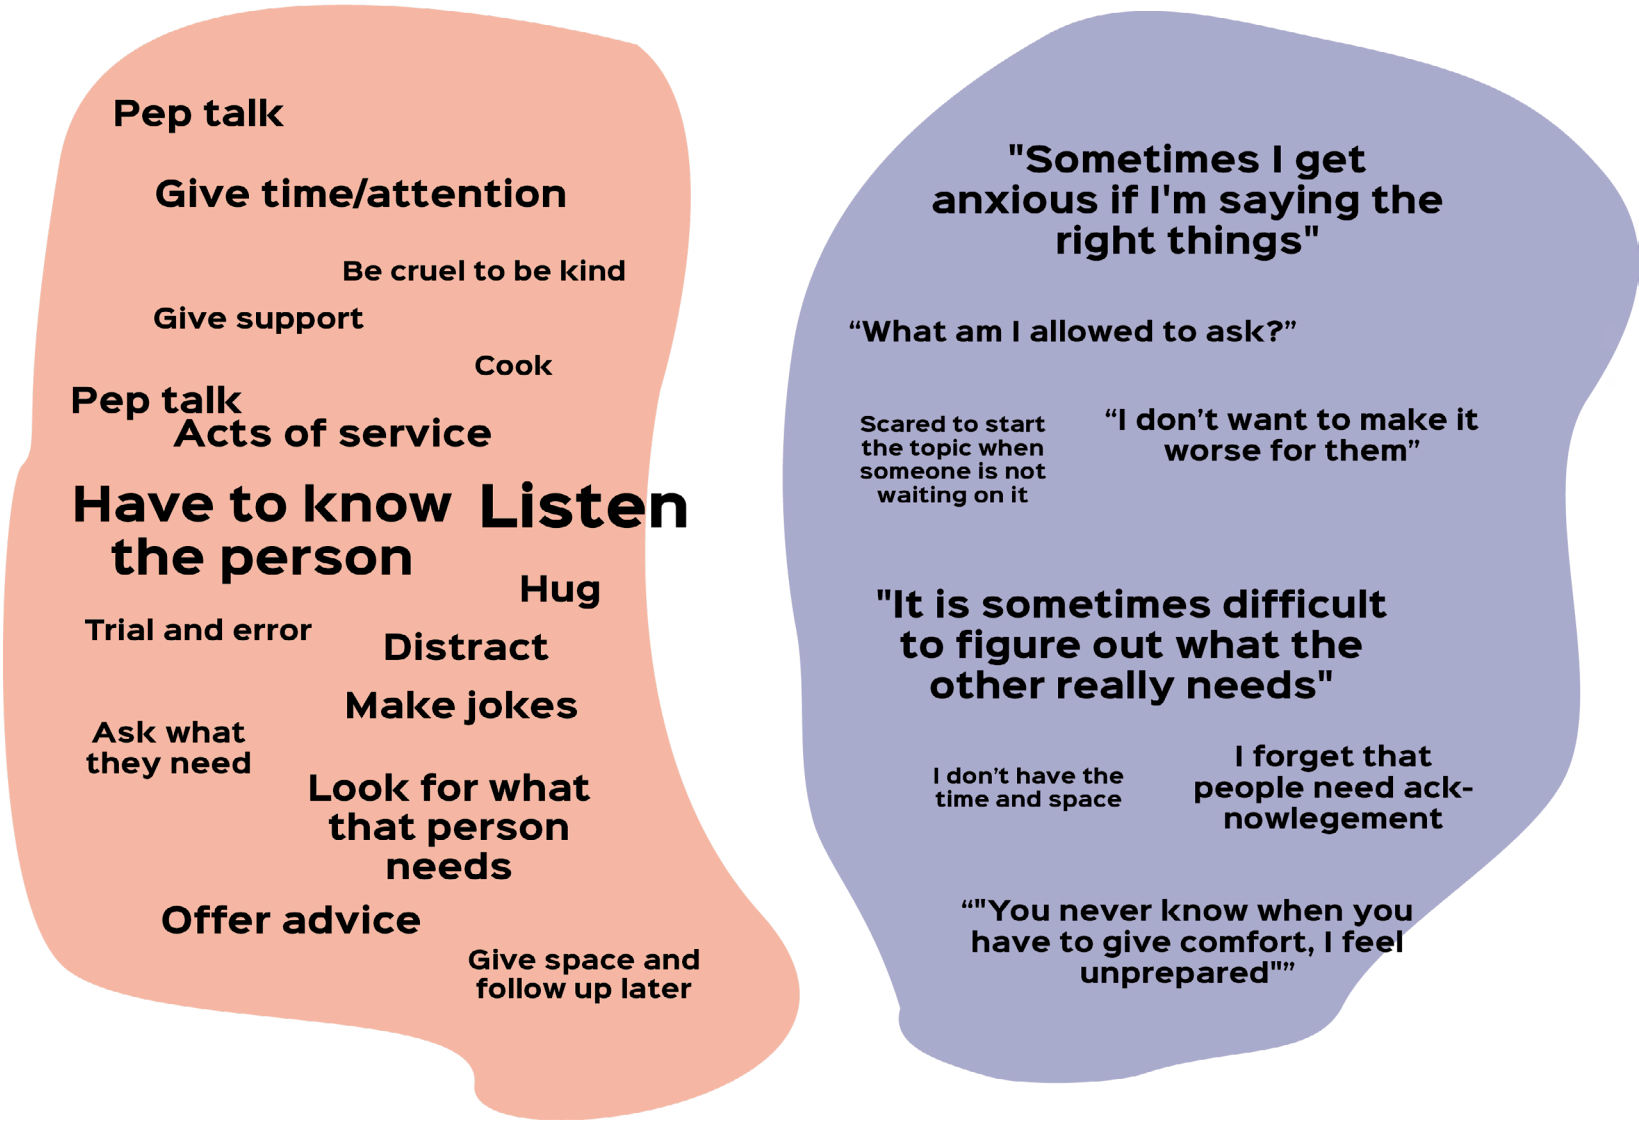 Pep talk
Give time/attention
Be cruel to be kind
Give support
Cook
Pep talk
Acts of service
Have to know
the person
Listen
Hug
Trial and error
Distract
Make jokes
Ask what
they need
Look for what
that person
needs
Offer advice
Give space and
follow up later
"Sometimes I get
anxious if I'm saying the
right things"
“What am I allowed to ask?”
Scared to start
the topic when
someone is not
waiting on it
“I don’t want to make it
worse for them”
"It is sometimes difficult
to figure out what the
other really needs"
I don’t have the
time and space
I forget that
people need ack-
nowlegement
“"You never know when you
have to give comfort, I feel
unprepared"”